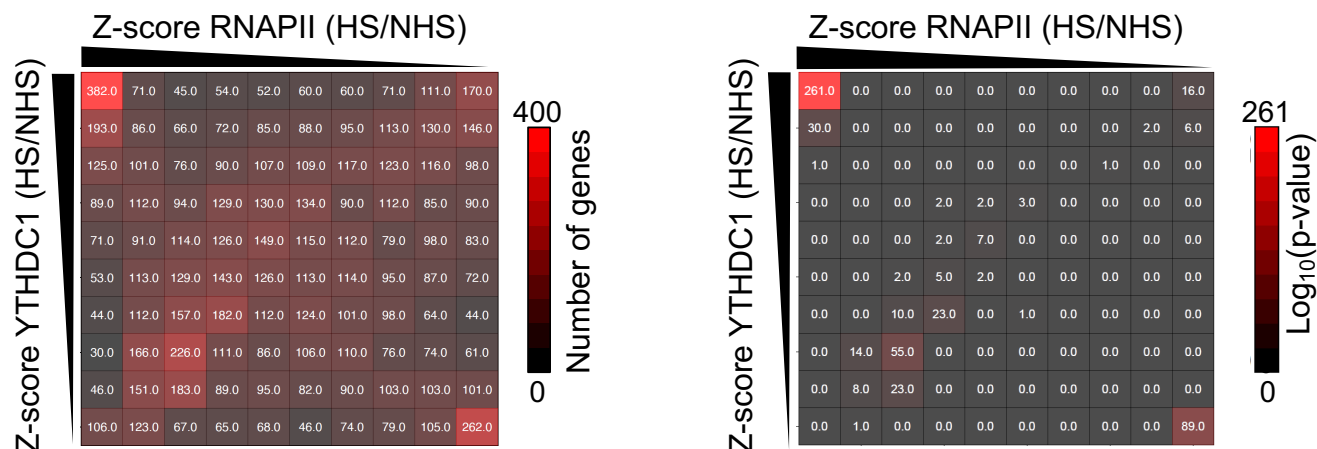 Z-score RNAPII (HS/NHS)
Z-score YTHDC1 (HS/NHS)
382.0 71.0 45.0 54.0 52.0 60.0 60.0 71.0 111.0 170.0
193.0 86.0 66.0 72.0 85.0 88.0 95.0 113.0 130.0 146.0
125.0 101.0 76.0 90.0 107.0 109.0 117.0 123.0 116.0 98.0
89.0 112.0 94.0 129.0 130.0 134.0 90.0 112.0 85.0 90.0
71.0 91.0 114.0 126.0 149.0 115.0 112.0 79.0 98.0 83.0
53.0 113.0 129.0 143.0 126.0 113.0 114.0 95.0 87.0 72.0
44.0 112.0 157.0 182.0 112.0 124.0 101.0 98.0 64.0 44.0
30.0 166.0 226.0 111.0 86.0 106.0 110.0 76.0 74.0 61.0
46.0 151.0 183.0 89.0 95.0 82.0 90.0 103.0 103.0 101.0
106.0 123.0 67.0 65.0 68.0 46.0 74.0 79.0 105.0 262.0
400
Number of genes
0
Z-score RNAPII (HS/NHS)
Z-score YTHDC1 (HS/NHS)
261.0 0.0 0.0 0.0 0.0 0.0 0.0 0.0 0.0 16.0
30.0 0.0 0.0 0.0 0.0 0.0 0.0 0.0 2.0 6.0
1.0 0.0 0.0 0.0 0.0 0.0 0.0 1.0 0.0 0.0
0.0 0.0 0.0 2.0 2.0 3.0 0.0 0.0 0.0 0.0
0.0 0.0 0.0 2.0 7.0 0.0 0.0 0.0 0.0 0.0
0.0 0.0 2.0 5.0 2.0 0.0 0.0 0.0 0.0 0.0
0.0 0.0 10.0 23.0 0.0 1.0 0.0 0.0 0.0 0.0
0.0 14.0 55.0 0.0 0.0 0.0 0.0 0.0 0.0 0.0
0.0 8.0 23.0 0.0 0.0 0.0 0.0 0.0 0.0 0.0
0.0 1.0 0.0 0.0 0.0 0.0 0.0 0.0 0.0 89.0
261
Log₁₀(p-value)
0